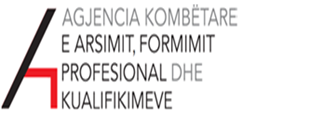 AGJENCIA KOMBËTARE
E ARSIMIT, FORMIMIT
PROFESIONAL DHE
KUALIFIKIMEVE